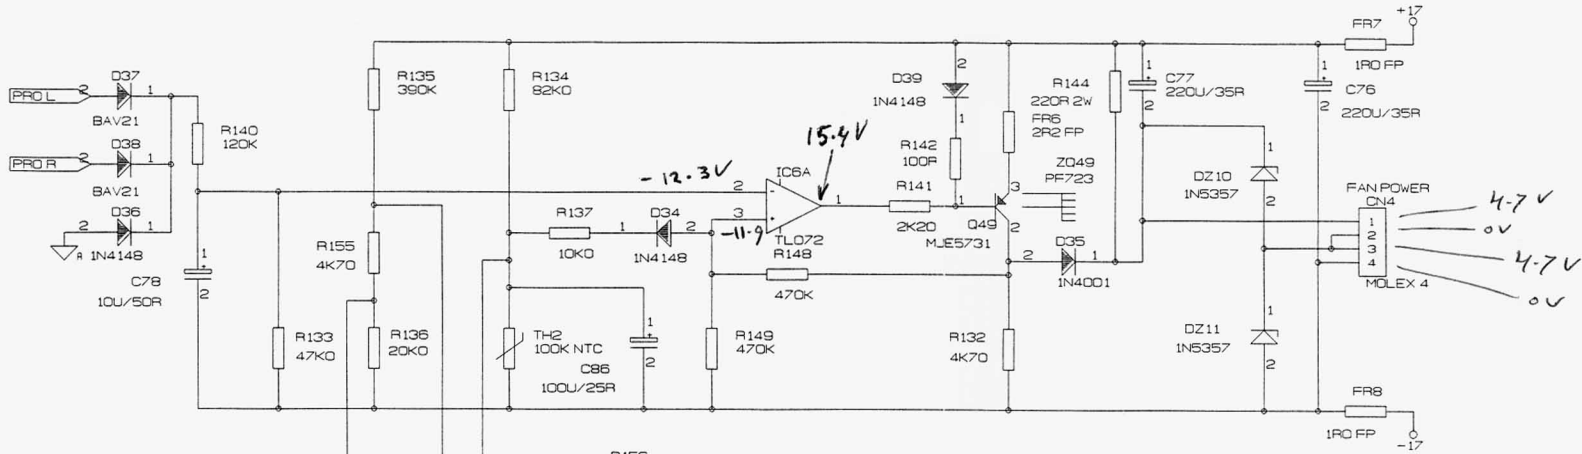 +17
FR7
1R0 FP
PRO L
2
D37
1
BAV21
PRO R
2
D38
1
BAV21
2
D36
1
A
1N4148
R140
120K
C78
10U/50R
1
2
R133
47K0
R135
390K
R155
4K70
R136
20K0
R134
82K0
R137
10K0
1
D34
2
1N4148
TH2
100K NTC
C86
100U/25R
1
2
-12.3V
-11.9
15.4V
2
3
-
+
IC6A
1
TL072
R148
470K
R149
470K
R141
2K20
2
D39
1N4148
1
R142
100R
1
R144
220R 2W
FR6
2R2 FP
ZQ49
PF723
3
Q49
2
MJE5731
2
D35
1
1N4001
R132
4K70
1
C77
220U/35R
2
1
C76
220U/35R
2
1
DZ10
1N5357
2
1
DZ11
1N5357
2
FAN POWER
CN4
1
2
3
4
MOLEX 4
4.7V
0V
4.7V
0V
FR8
1R0 FP
-17